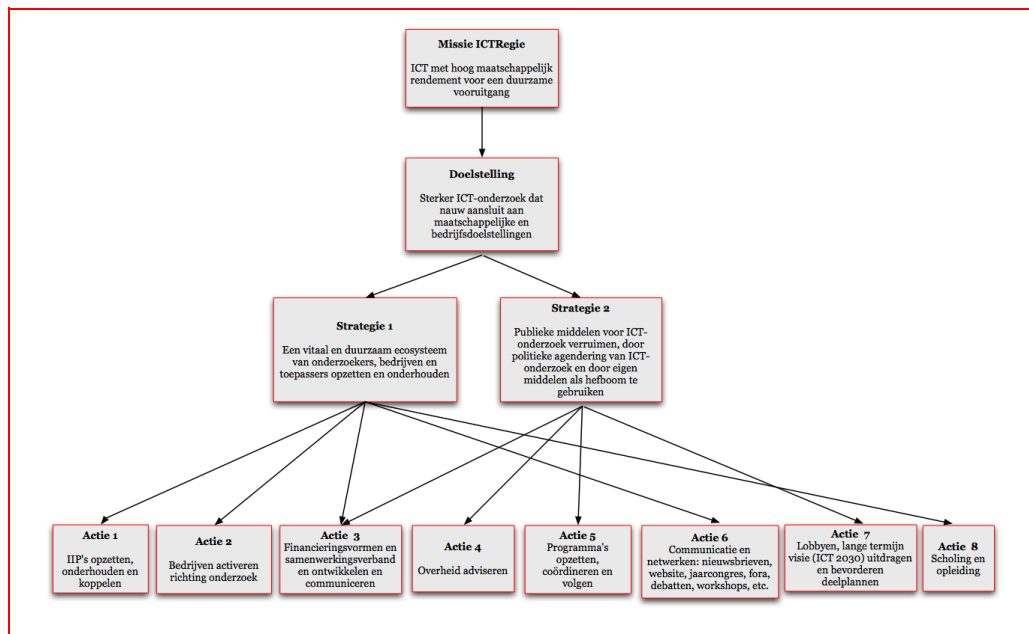 Missie ICTRegie
ICT met hoog maatschappelijk
rendement voor een duurzame
vooruitgang
Doelstelling
Sterker ICT-onderzoek dat
nauw aansluit aan
maatschappelijke en
bedrijfsdoelstellingen
Strategie 1
Een vitaal en duurzaam ecosysteem
van onderzoekers, bedrijven en
toepassers opzetten en onderhouden
Strategie 2
Publieke middelen voor ICT-
onderzoek verruimen, door
politieke agendering van ICT-
onderzoek en door eigen
middelen als hefboom te
gebruiken
Actie 1
IIP's opzetten,
onderhouden en
koppelen
Actie 2
Bedrijven activeren
richting onderzoek
Actie 3
Financieringsvormen en
samenwerkingsverband
en ontwikkelen en
communiceren
Actie 4
Overheid adviseren
Actie 5
Programma's
opzetten,
coördineren en
volgen
Actie 6
Communicatie en
netwerken: nieuwsbrieven,
website, jaarcongres, fora,
debatten, workshops, etc.
Actie 7
Lobbyen, lange termijn
visie (ICT 2030) uitdragen
en bevorderen
deelplannen
Actie 8
Scholing en
opleiding